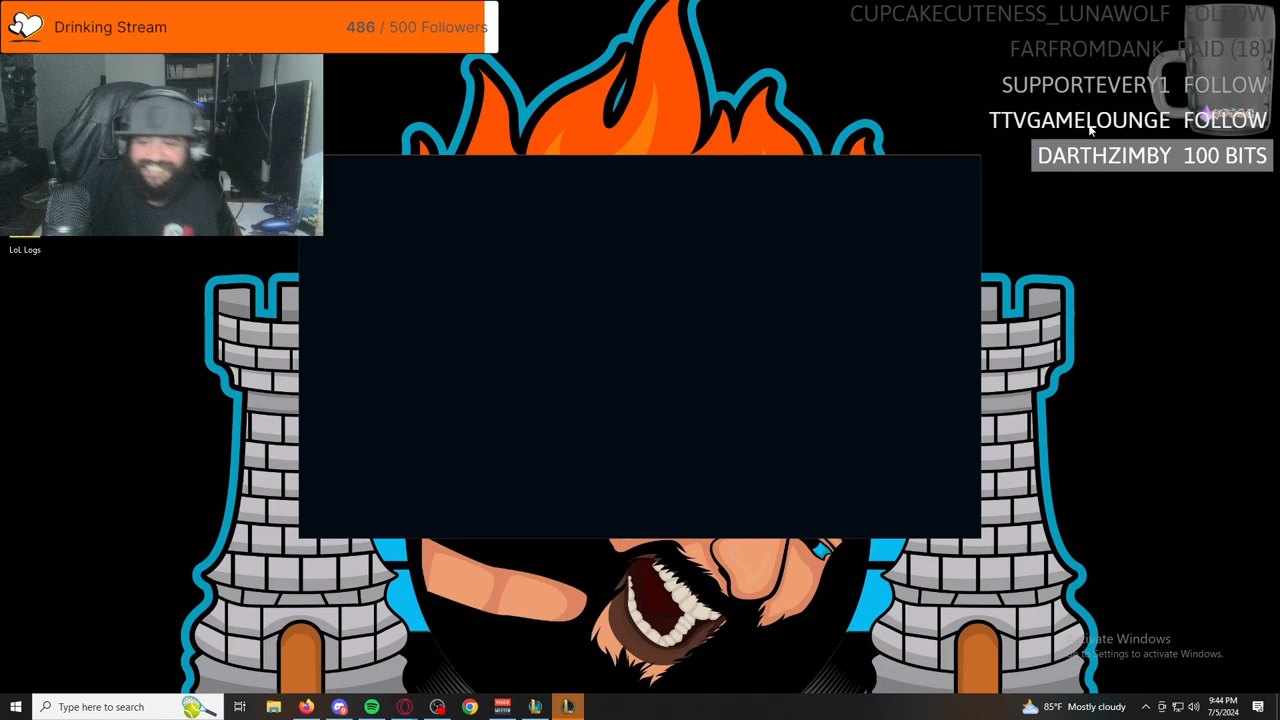 Drinking Stream
486 / 500 Followers
CUPCAKECUTENESS_LUNAWOLF FOLLOW
FARFROMDANK RAID (18)
SUPPORTEVERY1 FOLLOW
TTVGAMELOUNGE FOLLOW
DARTHZIMBY 100 BITS
LoL Logs
Activate Windows
Go to Settings to activate Windows.
Type here to search
85°F Mostly cloudy
9:44 PM
7/5/2024